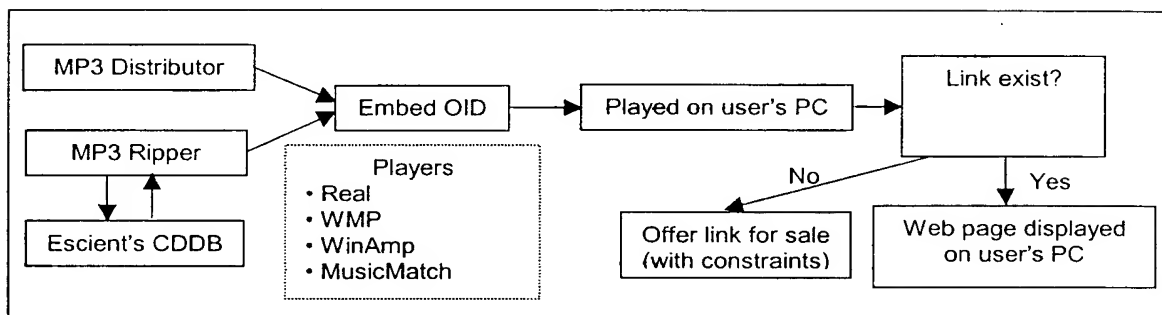 MP3 Distributor
MP3 Ripper
Escient's CDDB
Embed OID
Players
• Real
• WMP
• WinAmp
• MusicMatch
Played on user's PC
Link exist?
No
Yes
Offer link for sale
(with constraints)
Web page displayed
on user's PC